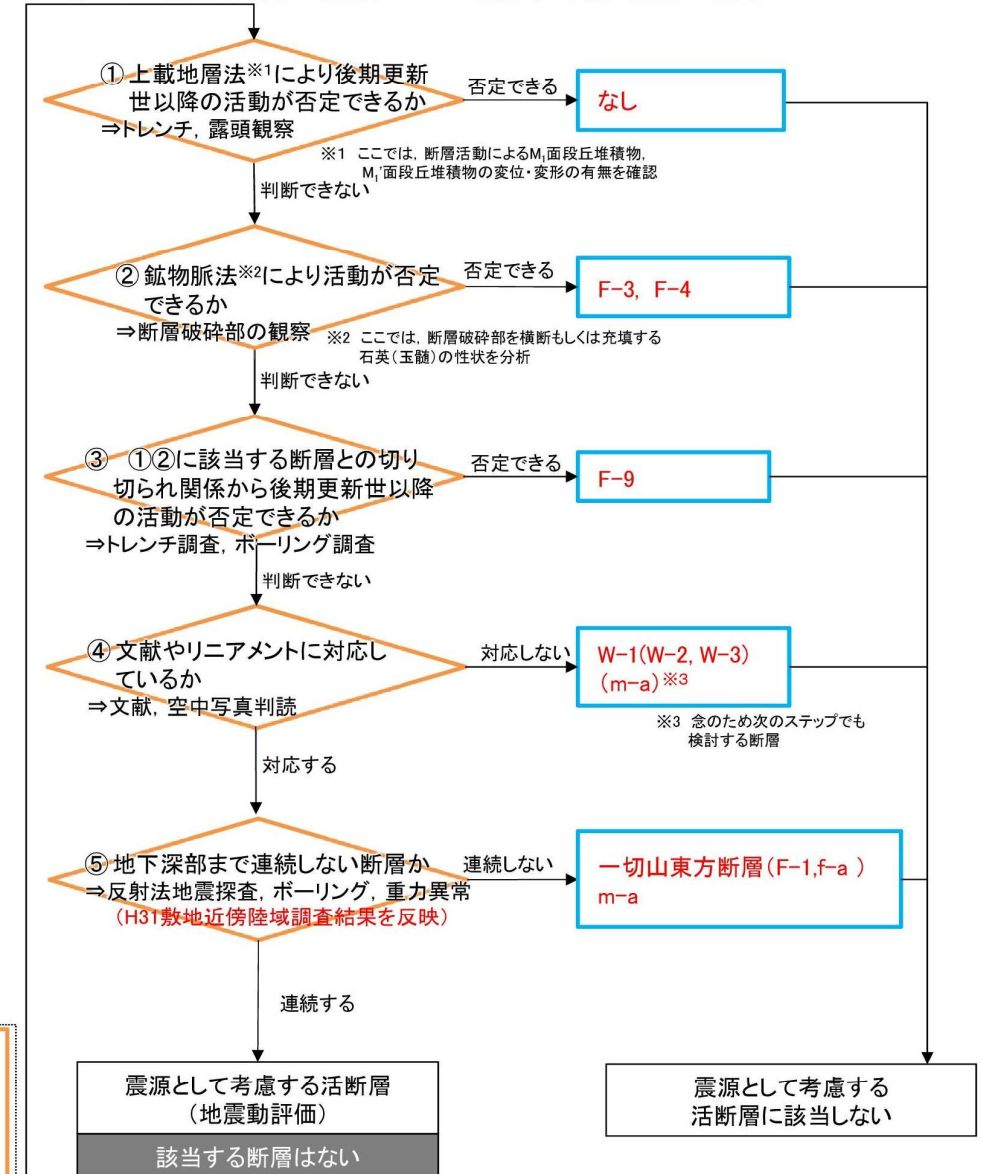 ① 上載地層法※1により後期更新
世以降の活動が否定できるか
⇒トレンチ, 露頭観察
否定できる
なし
※1 ここでは, 断層活動によるM₁面段丘堆積物,
M₁'面段丘堆積物の変位・変形の有無を確認
判断できない
② 鉱物脈法※2により活動が否定
できるか
⇒断層破砕部の観察
否定できる
F-3, F-4
※2 ここでは, 断層破砕部を横断もしくは充填する
石英(玉髄)の性状を分析
判断できない
③ ①②に該当する断層との切り
切られ関係から後期更新世以降
の活動が否定できるか
⇒トレンチ調査, ボーリング調査
否定できる
F-9
判断できない
④ 文献やリニアメントに対応し
ているか
⇒文献, 空中写真判読
対応しない
W-1(W-2, W-3)
(m-a)※3
※3 念のため次のステップでも
検討する断層
対応する
⑤ 地下深部まで連続しない断層か
⇒反射法地震探査, ボーリング, 重力異常
(H31敷地近傍陸域調査結果を反映)
連続しない
一切山東方断層(F-1,f-a )
m-a
連続する
震源として考慮する活断層
(地震動評価)
該当する断層はない
震源として考慮する
活断層に該当しない